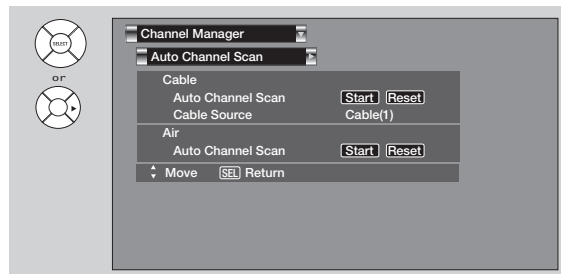 SELECT
or
Channel Manager
Auto Channel Scan
Cable
Auto Channel Scan Start Reset
Cable Source Cable(1)
Air
Auto Channel Scan Start Reset
Move SEL Return